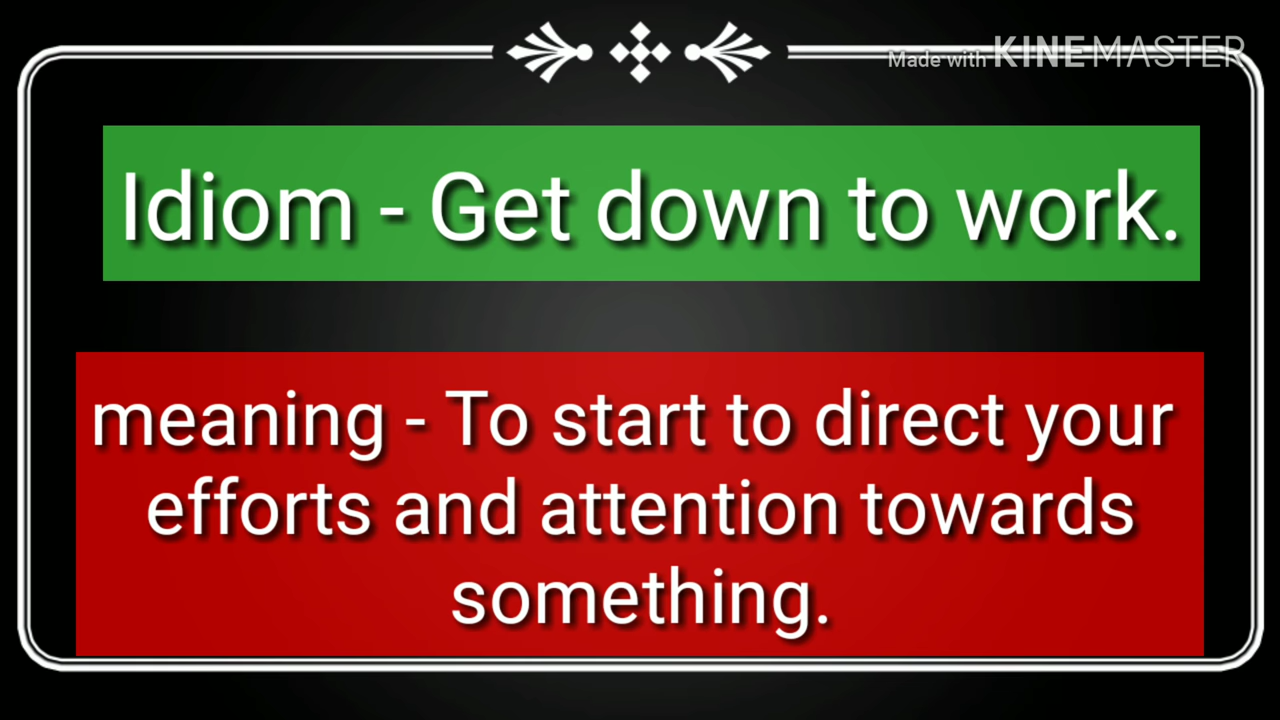 Made with KINEMASTER
Idiom - Get down to work.
meaning - To start to direct your
efforts and attention towards
something.